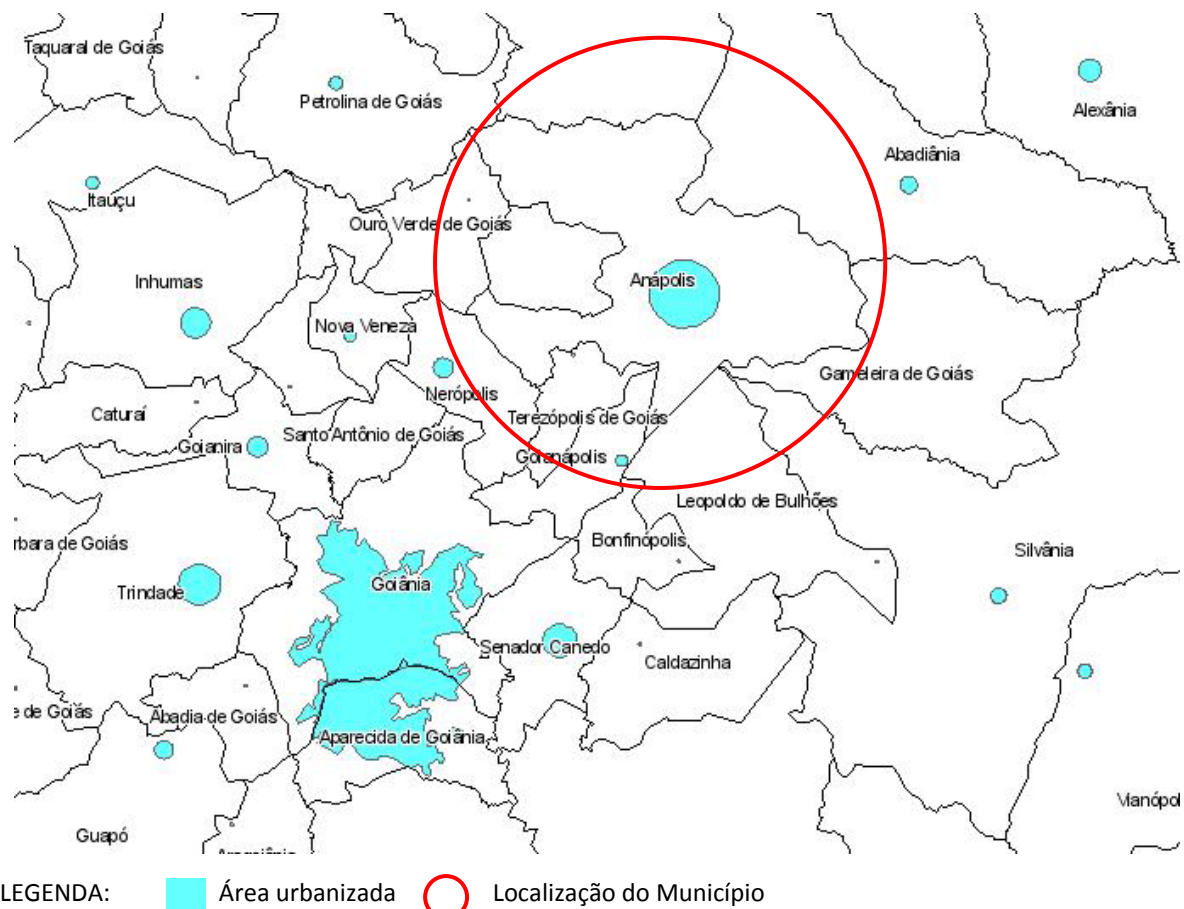 Taquaral de Goiás
Petrolina de Goiás
Alexânia
Abadiânia
Itauçu
Ouro Verde de Goiás
Inhumas
Anápolis
Nova Veneza
Gameleira de Goiás
Nerópolis
Caturaí
Terezópolis de Goiás
Santo Antônio de Goiás
Goianira
Goianápolis
Leopoldo de Bulhões
rbara de Goiás
Bonfinópolis
Silvânia
Goiânia
Trindade
Senador Canedo
Caldazinha
e de Goiás
Abadia de Goiás
Aparecida de Goiânia
Vianópol
Guapó
LEGENDA:
Área urbanizada
Localização do Município